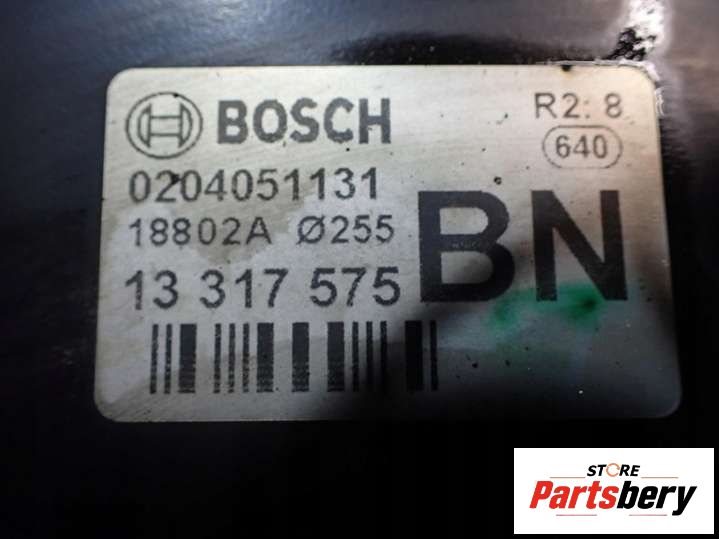 BOSCH
R2: 8
640
0204051131
18802A Ø255
13 317 575
BN
STORE
Partsbery